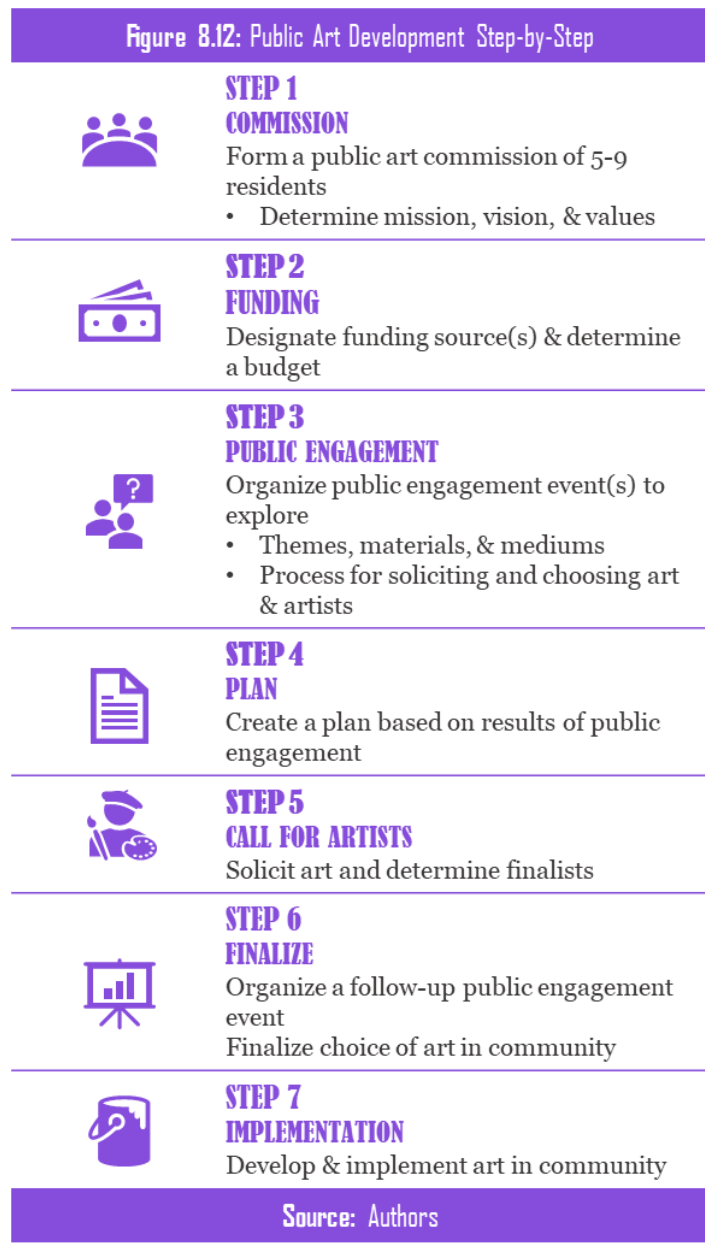 Figure 8.12: Public Art Development Step-by-Step
STEP 1
COMMISSION
Form a public art commission of 5-9
residents
• Determine mission, vision, & values
STEP 2
FUNDING
Designate funding source(s) & determine
a budget
STEP 3
PUBLIC ENGAGEMENT
Organize public engagement event(s) to
explore
• Themes, materials, & mediums
• Process for soliciting and choosing art
& artists
STEP 4
PLAN
Create a plan based on results of public
engagement
STEP 5
CALL FOR ARTISTS
Solicit art and determine finalists
STEP 6
FINALIZE
Organize a follow-up public engagement
event
Finalize choice of art in community
STEP 7
IMPLEMENTATION
Develop & implement art in community
Source: Authors